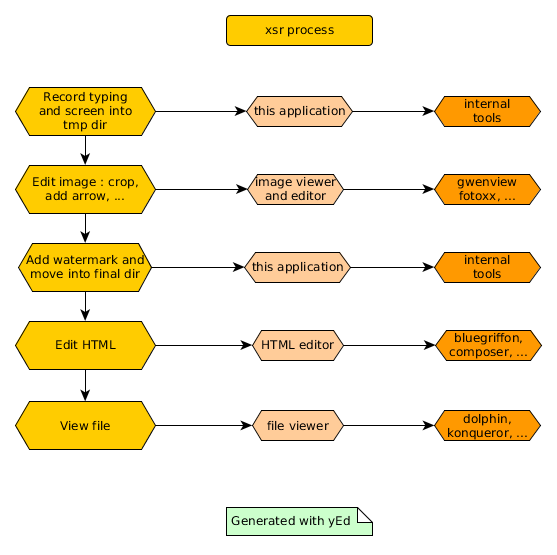 xsr process
Record typing
and screen into
tmp dir
this application
internal
tools
Edit image : crop,
add arrow, ...
image viewer
and editor
gwenview
fotoxx, ...
Add watermark and
move into final dir
this application
internal
tools
Edit HTML
HTML editor
bluegriffon,
composer, ...
View file
file viewer
dolphin,
konqueror, ...
Generated with yEd